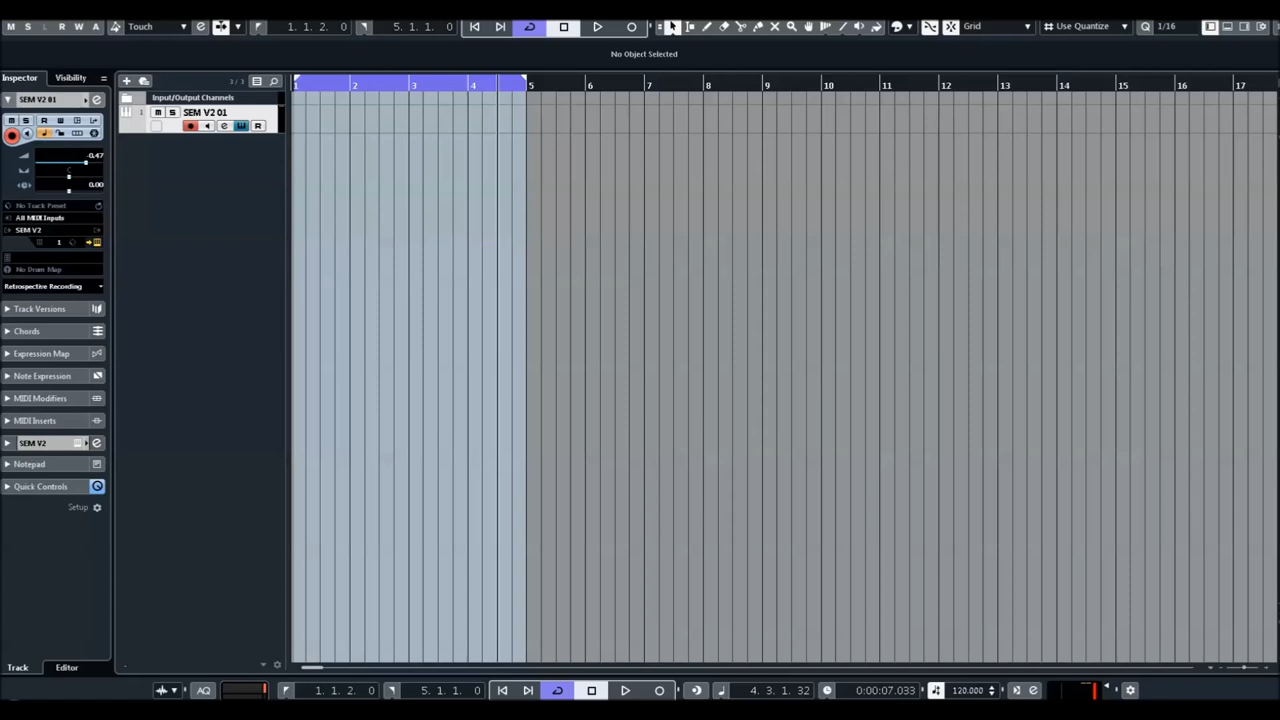 M S L R W A Touch 1. 1. 2. 0 5. 1. 1. 0 Grid Use Quantize 1/16
No Object Selected
Inspector Visibility
3 / 3
1 2 3 4 5 6 7 8 9 10 11 12 13 14 15 16 17
SEM V2 01
Input/Output Channels
1 M S SEM V2 01
R
M S R W
-0.47
C
0.00
No Track Preset
All MIDI Inputs
SEM V2
1
No Drum Map
Retrospective Recording
Track Versions
Chords
Expression Map
Note Expression
MIDI Modifiers
MIDI Inserts
SEM V2
Notepad
Quick Controls
Setup
Track Editor
AQ 1. 1. 2. 0 5. 1. 1. 0 4. 3. 1. 32 0:00:07.033 120.000